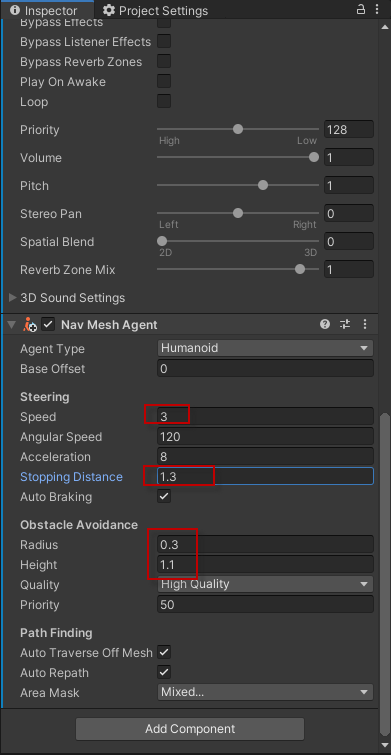 Inspector Project Settings
Bypass Effects
Bypass Listener Effects
Bypass Reverb Zones
Play On Awake
Loop
Priority 128
High Low
Volume 1
Pitch 1
Stereo Pan 0
Left Right
Spatial Blend 0
2D 3D
Reverb Zone Mix 1
3D Sound Settings
Nav Mesh Agent
Agent Type Humanoid
Base Offset 0
Steering
Speed 3
Angular Speed 120
Acceleration 8
Stopping Distance 1.3
Auto Braking
Obstacle Avoidance
Radius 0.3
Height 1.1
Quality High Quality
Priority 50
Path Finding
Auto Traverse Off Mesh
Auto Repath
Area Mask Mixed...
Add Component